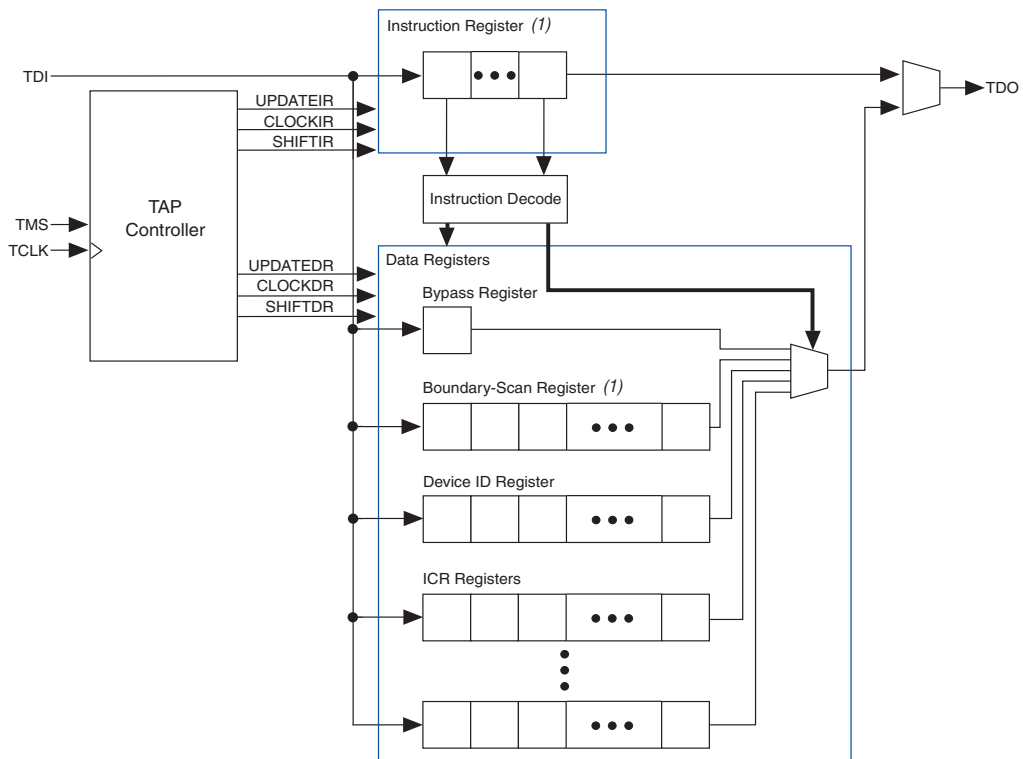 Instruction Register (1)
TDI
TDO
UPDATEIR
CLOCKIR
SHIFTIR
TAP
Controller
Instruction Decode
TMS
TCLK
Data Registers
UPDATEDR
CLOCKDR
SHIFTDR
Bypass Register
Boundary-Scan Register (1)
Device ID Register
ICR Registers